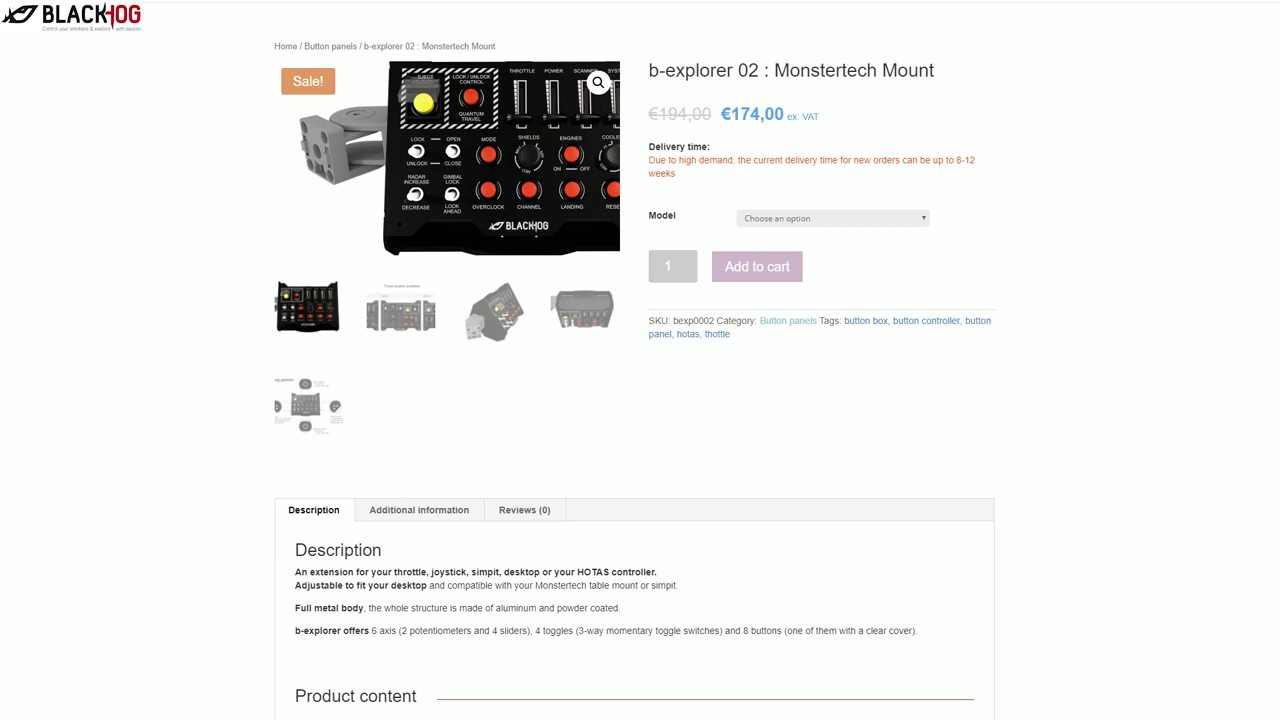 BLACKHOG
Control your emotions & explore with passion
Home / Button panels / b-explorer 02 : Monstertech Mount
Sale!
EJECT
LOCK / UNLOCK
CONTROL
QUANTUM
TRAVEL
THROTTLE POWER SCANNER SYST
LOCK OPEN
UNLOCK CLOSE
MODE
SHIELDS
ENGINES
COOLE
ON OFF
RADAR
INCREASE
GIMBAL
LOCK
DECREASE
LOOK
AHEAD
OVERCLOCK
CHANNEL
LANDING
RESE
BLACKHOG
b-explorer 02 : Monstertech Mount
€194,00 €174,00 ex. VAT
Delivery time:
Due to high demand, the current delivery time for new orders can be up to 8-12
weeks
Model
Choose an option
1
Add to cart
SKU: bexp0002 Category: Button panels Tags: button box, button controller, button
panel, hotas, thottle
Description
Additional information
Reviews (0)
Description
An extension for your throttle, joystick, simpit, desktop or your HOTAS controller.
Adjustable to fit your desktop and compatible with your Monstertech table mount or simpit.
Full metal body, the whole structure is made of aluminum and powder coated.
b-explorer offers 6 axis (2 potentiometers and 4 sliders), 4 toggles (3-way momentary toggle switches) and 8 buttons (one of them with a clear cover).
Product content